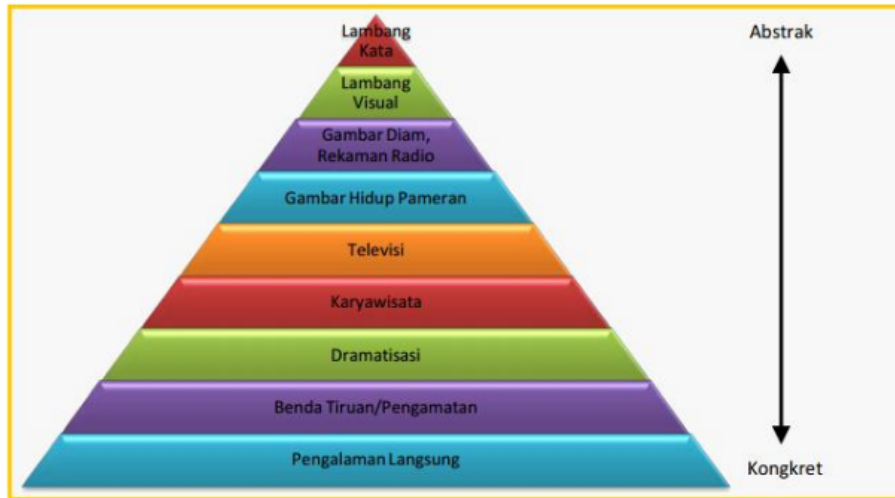 Lambang
Kata
Abstrak
Lambang
Visual
Gambar Diam,
Rekaman Radio
Gambar Hidup Pameran
Televisi
Karyawisata
Dramatisasi
Benda Tiruan/Pengamatan
Pengalaman Langsung
Kongkret